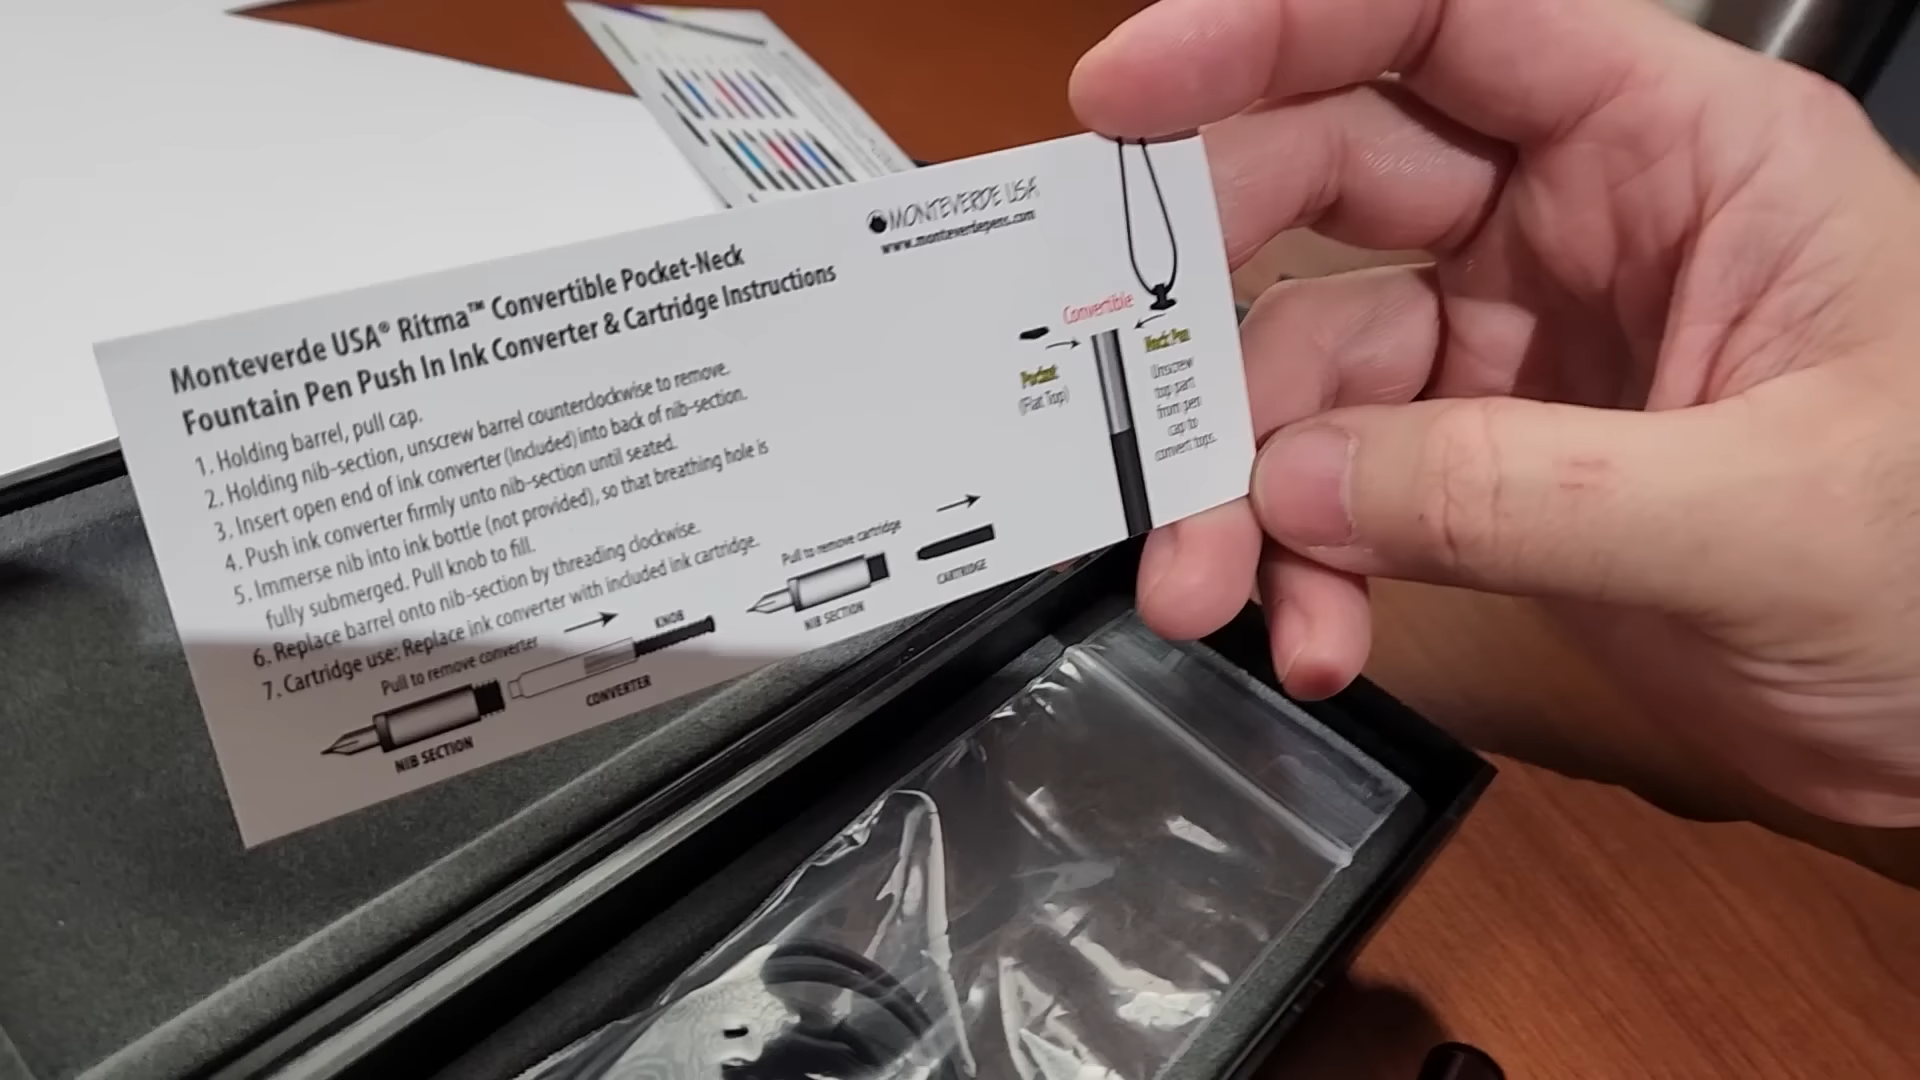 MONTEVERDE USA
www.monteverdepens.com
Monteverde USA® Ritma™ Convertible Pocket-Neck
Fountain Pen Push In Ink Converter & Cartridge Instructions
1. Holding barrel, pull cap.
2. Holding nib-section, unscrew barrel counterclockwise to remove.
3. Insert open end of ink converter (Included) into back of nib-section.
4. Push ink converter firmly unto nib-section until seated.
5. Immerse nib into ink bottle (not provided), so that breathing hole is
fully submerged. Pull knob to fill.
6. Replace barrel onto nib-section by threading clockwise.
7. Cartridge use: Replace ink converter with included ink cartridge.
Pull to remove converter
KNOB
NIB SECTION
CONVERTER
Pull to remove cartridge
NIB SECTION
CARTRIDGE
Convertible
Pocket
(Flat Top)
Neck Pen
Unscrew
top part
from pen
cap to
convert tops.